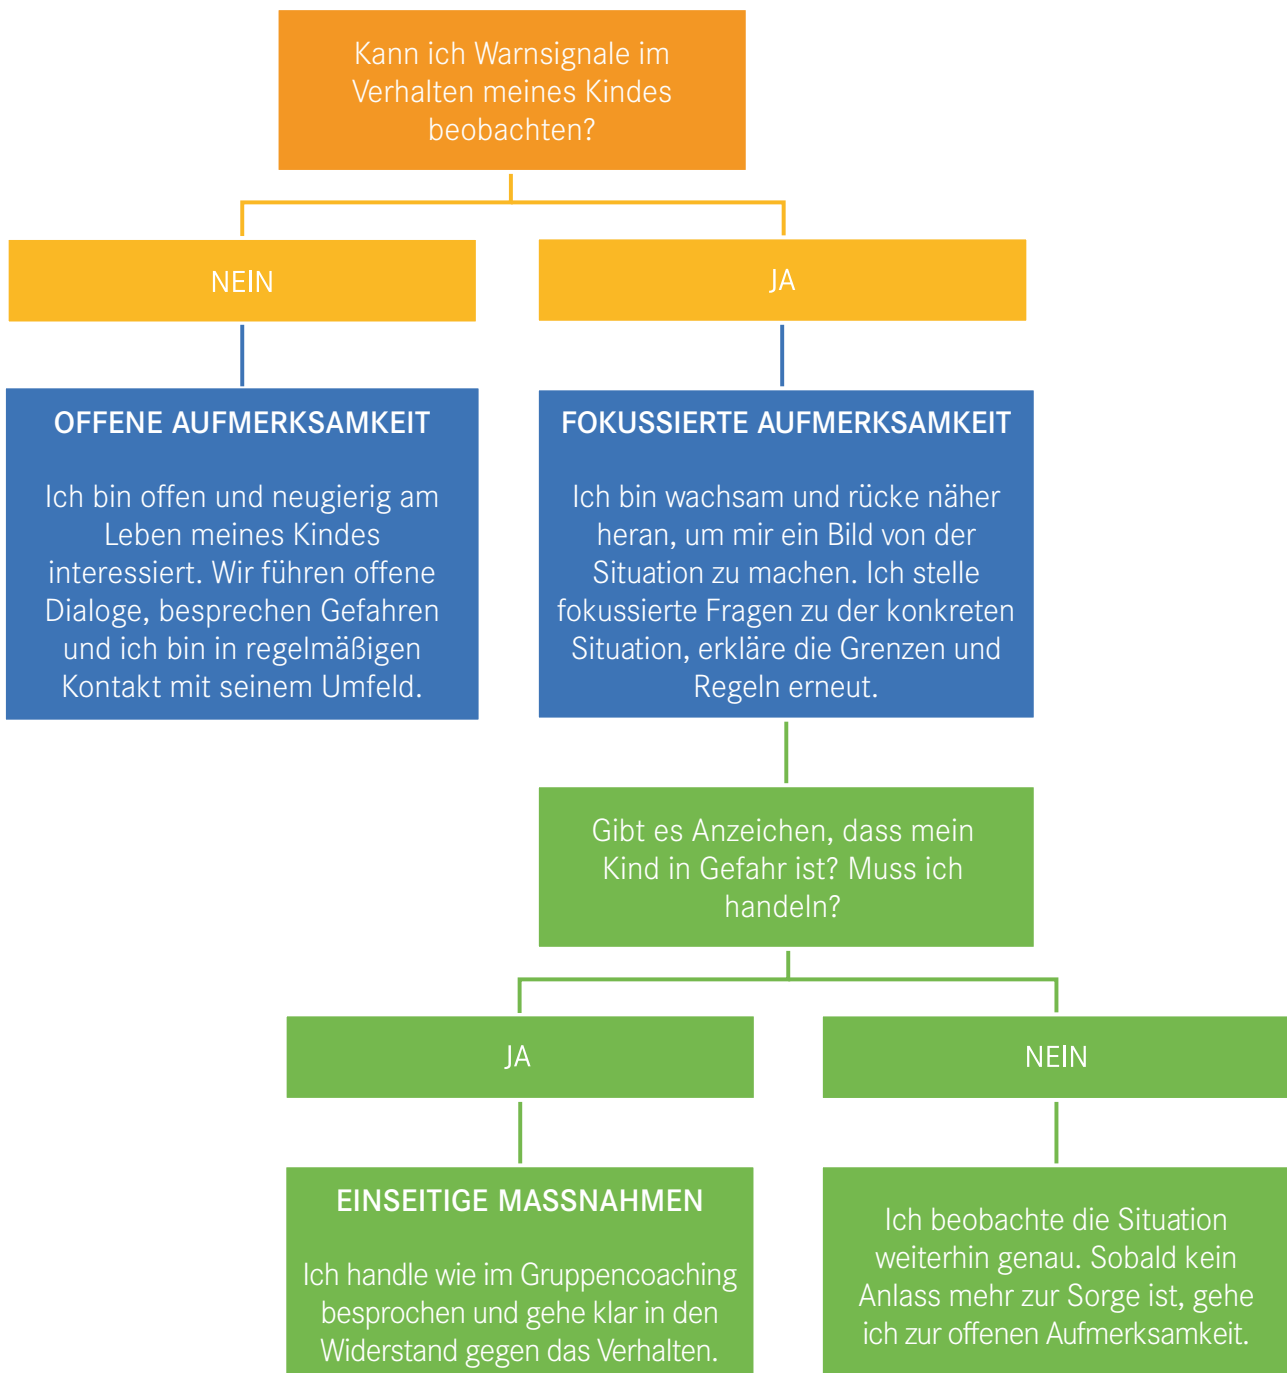 Kann ich Warnsignale im
Verhalten meines Kindes
beobachten?
NEIN
JA
OFFENE AUFMERKSAMKEIT
Ich bin offen und neugierig am
Leben meines Kindes
interessiert. Wir führen offene
Dialoge, besprechen Gefahren
und ich bin in regelmäßigen
Kontakt mit seinem Umfeld.
FOKUSSIERTE AUFMERKSAMKEIT
Ich bin wachsam und rücke näher
heran, um mir ein Bild von der
Situation zu machen. Ich stelle
fokussierte Fragen zu der konkreten
Situation, erkläre die Grenzen und
Regeln erneut.
Gibt es Anzeichen, dass mein
Kind in Gefahr ist? Muss ich
handeln?
JA
NEIN
EINSEITIGE MASSNAHMEN
Ich handle wie im Gruppencoaching
besprochen und gehe klar in den
Widerstand gegen das Verhalten.
Ich beobachte die Situation
weiterhin genau. Sobald kein
Anlass mehr zur Sorge ist, gehe
ich zur offenen Aufmerksamkeit.